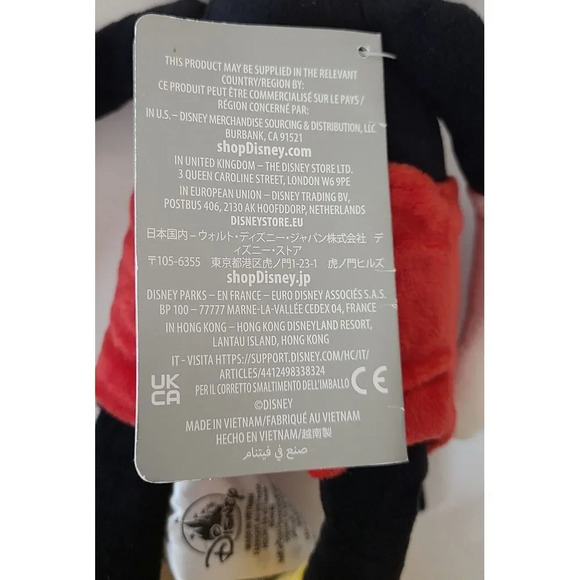 THIS PRODUCT MAY BE SUPPLIED IN THE RELEVANT
COUNTRY/REGION BY:
CE PRODUIT PEUT ÊTRE COMMERCIALISÉ SUR LE PAYS /
RÉGION CONCERNÉ PAR:
IN U.S. – DISNEY MERCHANDISE SOURCING & DISTRIBUTION, LLC
BURBANK, CA 91521
shopDisney.com
IN UNITED KINGDOM – THE DISNEY STORE LTD.
3 QUEEN CAROLINE STREET, LONDON W6 9PE
IN EUROPEAN UNION – DISNEY TRADING BV,
POSTBUS 406, 2130 AK HOOFDDORP, NETHERLANDS
DISNEYSTORE.EU
日本国内 – ウォルト・ディズニー・ジャパン株式会社 デ
ィズニー・ストア
〒105-6355 東京都港区虎ノ門1-23-1 虎ノ門ヒルズ
shopDisney.jp
DISNEY PARKS – EN FRANCE – EURO DISNEY ASSOCIÉS S.A.S.
BP 100 – 77777 MARNE-LA-VALLÉE CEDEX 04, FRANCE
IN HONG KONG – HONG KONG DISNEYLAND RESORT,
LANTAU ISLAND, HONG KONG
IT - VISITA HTTPS://SUPPORT.DISNEY.COM/HC/IT/
ARTICLES/4412498338324
PER IL CORRETTO SMALTIMENTO DELL'IMBALLO
UK
CA
CE
©DISNEY
MADE IN VIETNAM/FABRIQUÉ AU VIETNAM
HECHO EN VIETNAM/越南製
صنع في فيتنام
Disney